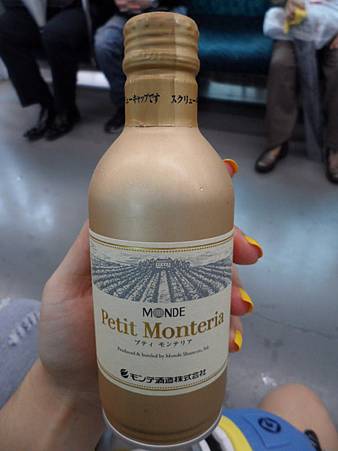 ューキャップです スクリュー
MONDE
Petit Monteria
プティ モンテリア
Produced & bottled by Monde Shuzo co., ltd.
モンデ酒造株式会社